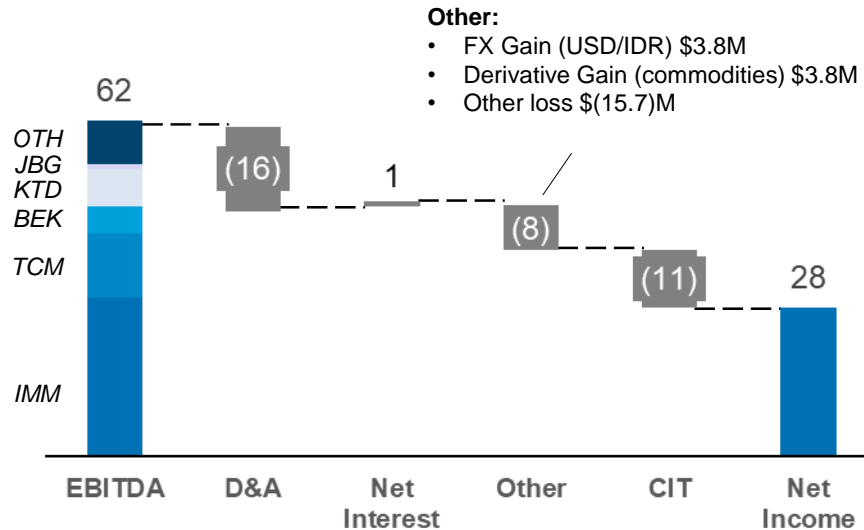 Other:
• FX Gain (USD/IDR) $3.8M
• Derivative Gain (commodities) $3.8M
• Other loss $(15.7)M
62
OTH
JBG
KTD
BEK
TCM
IMM
(16)
1
(8)
(11)
28
EBITDA
D&A
Net
Interest
Other
CIT
Net
Income